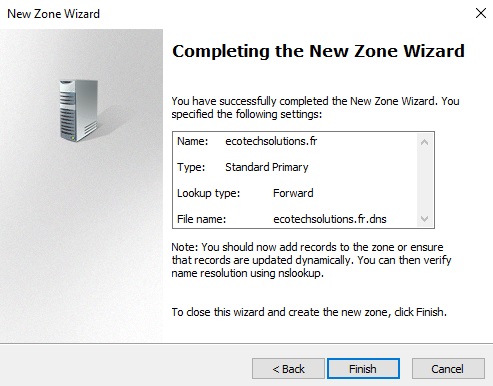 New Zone Wizard
Completing the New Zone Wizard
You have successfully completed the New Zone Wizard. You
specified the following settings:
Name: ecotechsolutions.fr
Type: Standard Primary
Lookup type: Forward
File name: ecotechsolutions.fr.dns
Note: You should now add records to the zone or ensure
that records are updated dynamically. You can then verify
name resolution using nslookup.
To close this wizard and create the new zone, click Finish.
< Back Finish Cancel